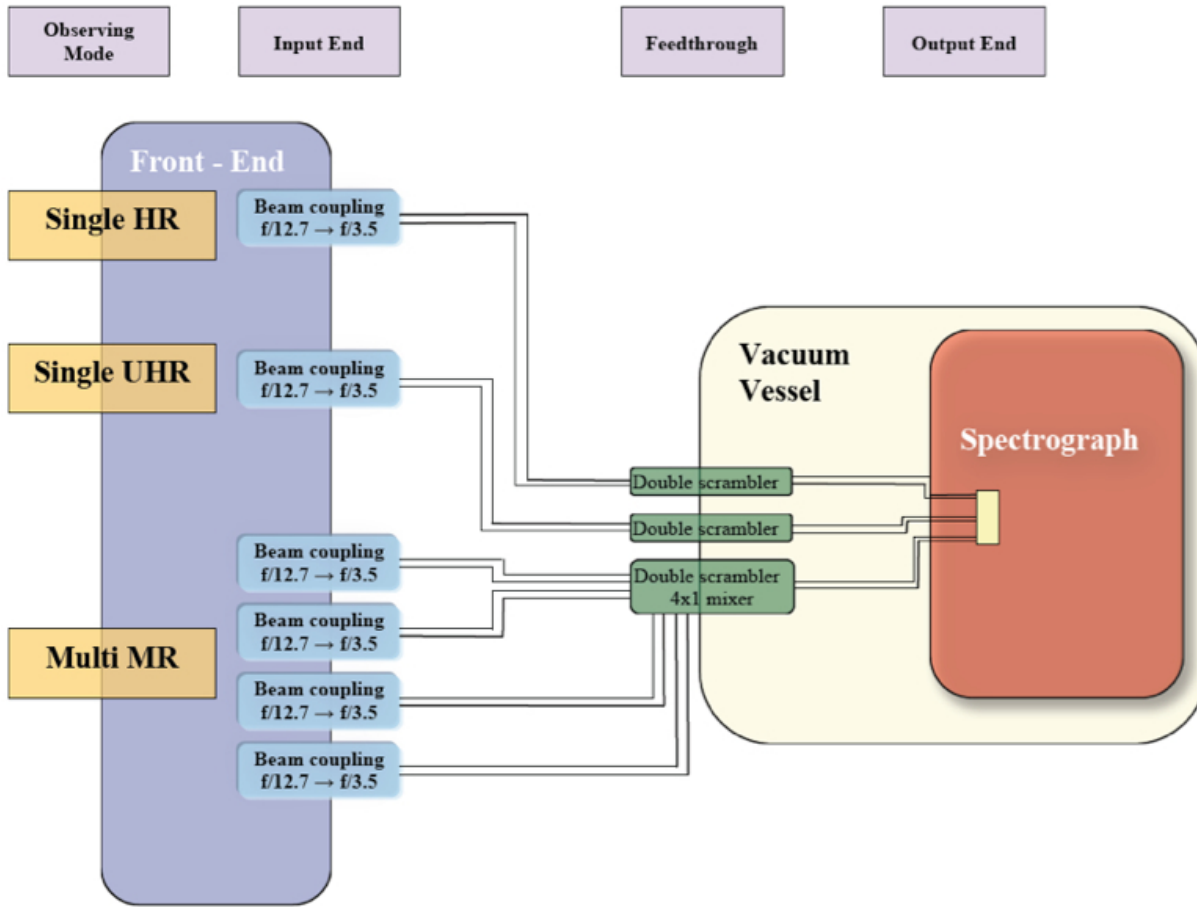 Observing
Mode
Input End
Feedthrough
Output End
Front - End
Single HR
Beam coupling
f/12.7 → f/3.5
Single UHR
Beam coupling
f/12.7 → f/3.5
Vacuum
Vessel
Spectrograph
Double scrambler
Double scrambler
Double scrambler
4x1 mixer
Beam coupling
f/12.7 → f/3.5
Beam coupling
f/12.7 → f/3.5
Multi MR
Beam coupling
f/12.7 → f/3.5
Beam coupling
f/12.7 → f/3.5